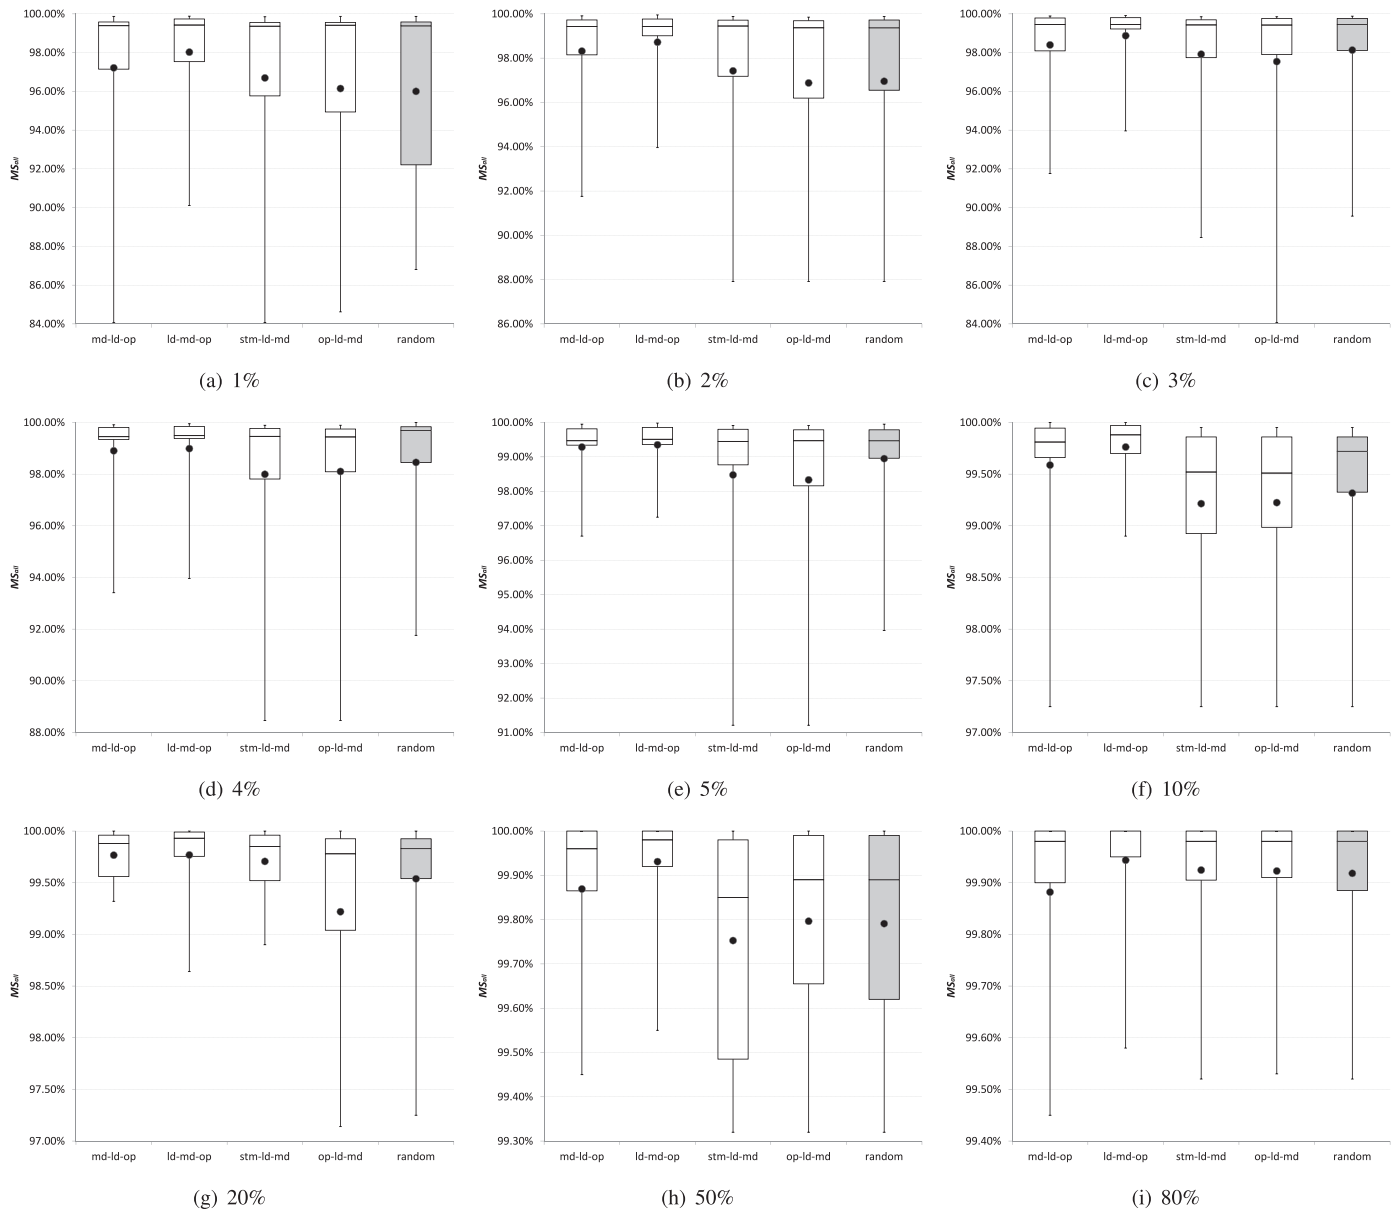 100.00%
98.00%
96.00%
94.00%
92.00%
90.00%
88.00%
86.00%
84.00%
MSall
md-ld-op ld-md-op stm-ld-md op-ld-md random
(a) 1%
100.00%
98.00%
96.00%
94.00%
92.00%
90.00%
88.00%
86.00%
MSall
md-ld-op ld-md-op stm-ld-md op-ld-md random
(b) 2%
100.00%
98.00%
96.00%
94.00%
92.00%
90.00%
88.00%
86.00%
84.00%
MSall
md-ld-op ld-md-op stm-ld-md op-ld-md random
(c) 3%
100.00%
98.00%
96.00%
94.00%
92.00%
90.00%
88.00%
MSall
md-ld-op ld-md-op stm-ld-md op-ld-md random
(d) 4%
100.00%
99.00%
98.00%
97.00%
96.00%
95.00%
94.00%
93.00%
92.00%
91.00%
MSall
md-ld-op ld-md-op stm-ld-md op-ld-md random
(e) 5%
100.00%
99.50%
99.00%
98.50%
98.00%
97.50%
97.00%
MSall
md-ld-op ld-md-op stm-ld-md op-ld-md random
(f) 10%
100.00%
99.50%
99.00%
98.50%
98.00%
97.50%
97.00%
MSall
md-ld-op ld-md-op stm-ld-md op-ld-md random
(g) 20%
100.00%
99.90%
99.80%
99.70%
99.60%
99.50%
99.40%
99.30%
MSall
md-ld-op ld-md-op stm-ld-md op-ld-md random
(h) 50%
100.00%
99.90%
99.80%
99.70%
99.60%
99.50%
99.40%
MSall
md-ld-op ld-md-op stm-ld-md op-ld-md random
(i) 80%